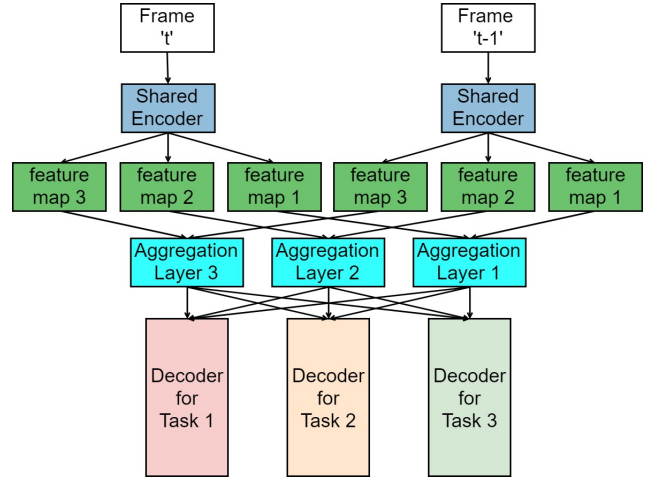 Frame
't'
Frame
't-1'
Shared
Encoder
Shared
Encoder
feature
map 3
feature
map 2
feature
map 1
feature
map 3
feature
map 2
feature
map 1
Aggregation
Layer 3
Aggregation
Layer 2
Aggregation
Layer 1
Decoder
for
Task 1
Decoder
for
Task 2
Decoder
for
Task 3